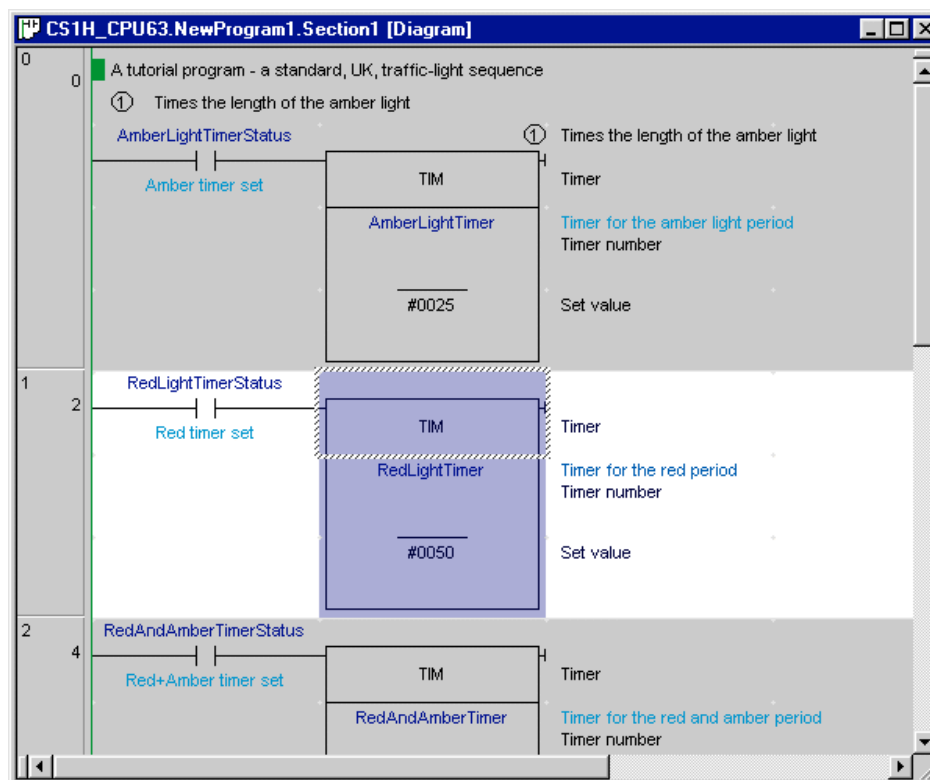 CS1H_CPU63.NewProgram1.Section1 [Diagram]
0
0
A tutorial program - a standard, UK, traffic-light sequence
1 Times the length of the amber light
AmberLightTimerStatus
1 Times the length of the amber light
Amber timer set
TIM
Timer
AmberLightTimer
Timer for the amber light period
Timer number
#0025
Set value
1
2
RedLightTimerStatus
Red timer set
TIM
Timer
RedLightTimer
Timer for the red period
Timer number
#0050
Set value
2
4
RedAndAmberTimerStatus
Red+Amber timer set
TIM
Timer
RedAndAmberTimer
Timer for the red and amber period
Timer number